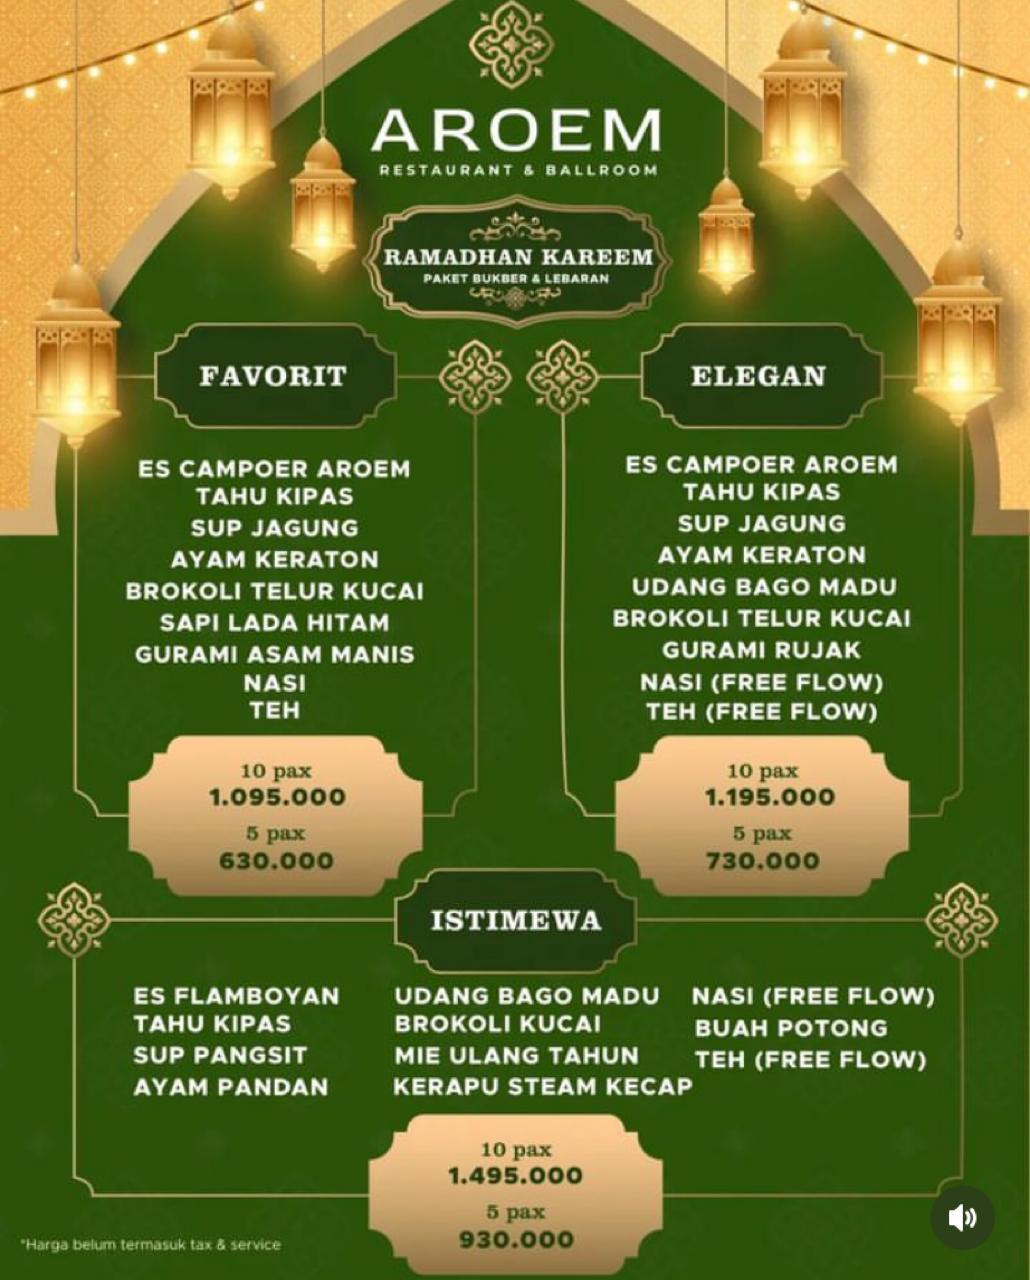 AROEM
RESTAURANT & BALLROOM
RAMADHAN KAREEM
PAKET BUKBER & LEBARAN
FAVORIT
ES CAMPOER AROEM
TAHU KIPAS
SUP JAGUNG
AYAM KERATON
BROKOLI TELUR KUCAI
SAPI LADA HITAM
GURAMI ASAM MANIS
NASI
TEH
10 pax
1.095.000
5 pax
630.000
ELEGAN
ES CAMPOER AROEM
TAHU KIPAS
SUP JAGUNG
AYAM KERATON
UDANG BAGO MADU
BROKOLI TELUR KUCAI
GURAMI RUJAK
NASI (FREE FLOW)
TEH (FREE FLOW)
10 pax
1.195.000
5 pax
730.000
ISTIMEWA
ES FLAMBOYAN
TAHU KIPAS
SUP PANGSIT
AYAM PANDAN
UDANG BAGO MADU
BROKOLI KUCAI
MIE ULANG TAHUN
KERAPU STEAM KECAP
NASI (FREE FLOW)
BUAH POTONG
TEH (FREE FLOW)
10 pax
1.495.000
5 pax
930.000
*Harga belum termasuk tax & service